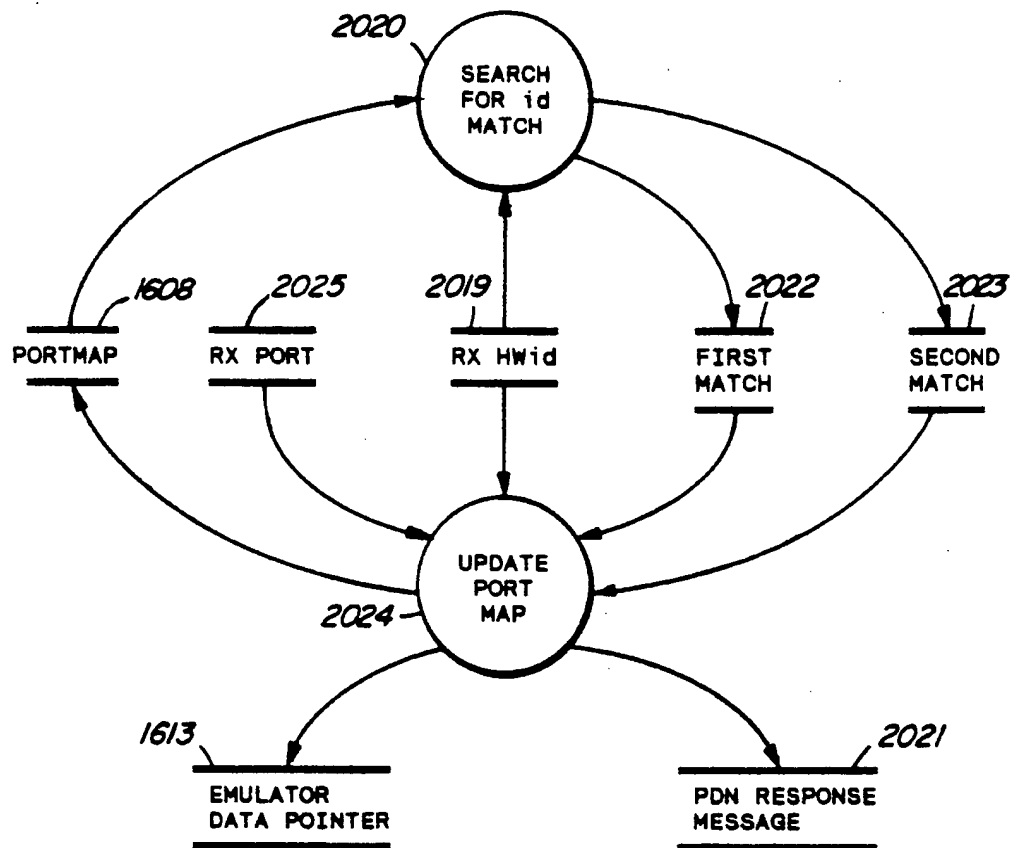 2020
SEARCH
FOR id
MATCH
1608
2025
2019
2022
2023
PORTMAP
RX PORT
RX HWid
FIRST
MATCH
SECOND
MATCH
UPDATE
PORT
MAP
2024
1613
2021
EMULATOR
DATA POINTER
PDN RESPONSE
MESSAGE